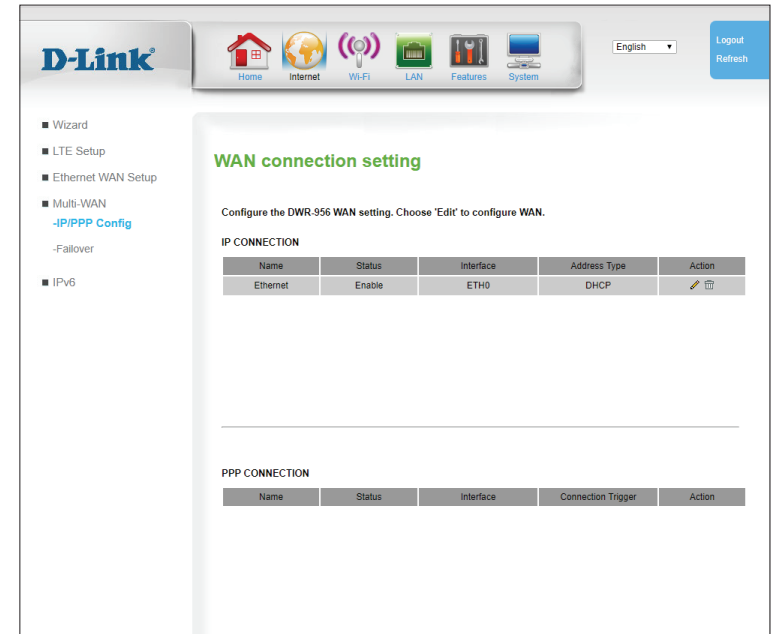 D-Link
Home Internet Wi-Fi LAN Features System
English
Logout
Refresh
Wizard
LTE Setup
Ethernet WAN Setup
Multi-WAN
-IP/PPP Config
-Failover
IPv6
WAN connection setting
Configure the DWR-956 WAN setting. Choose 'Edit' to configure WAN.
IP CONNECTION
Name Status Interface Address Type Action
Ethernet Enable ETH0 DHCP
PPP CONNECTION
Name Status Interface Connection Trigger Action